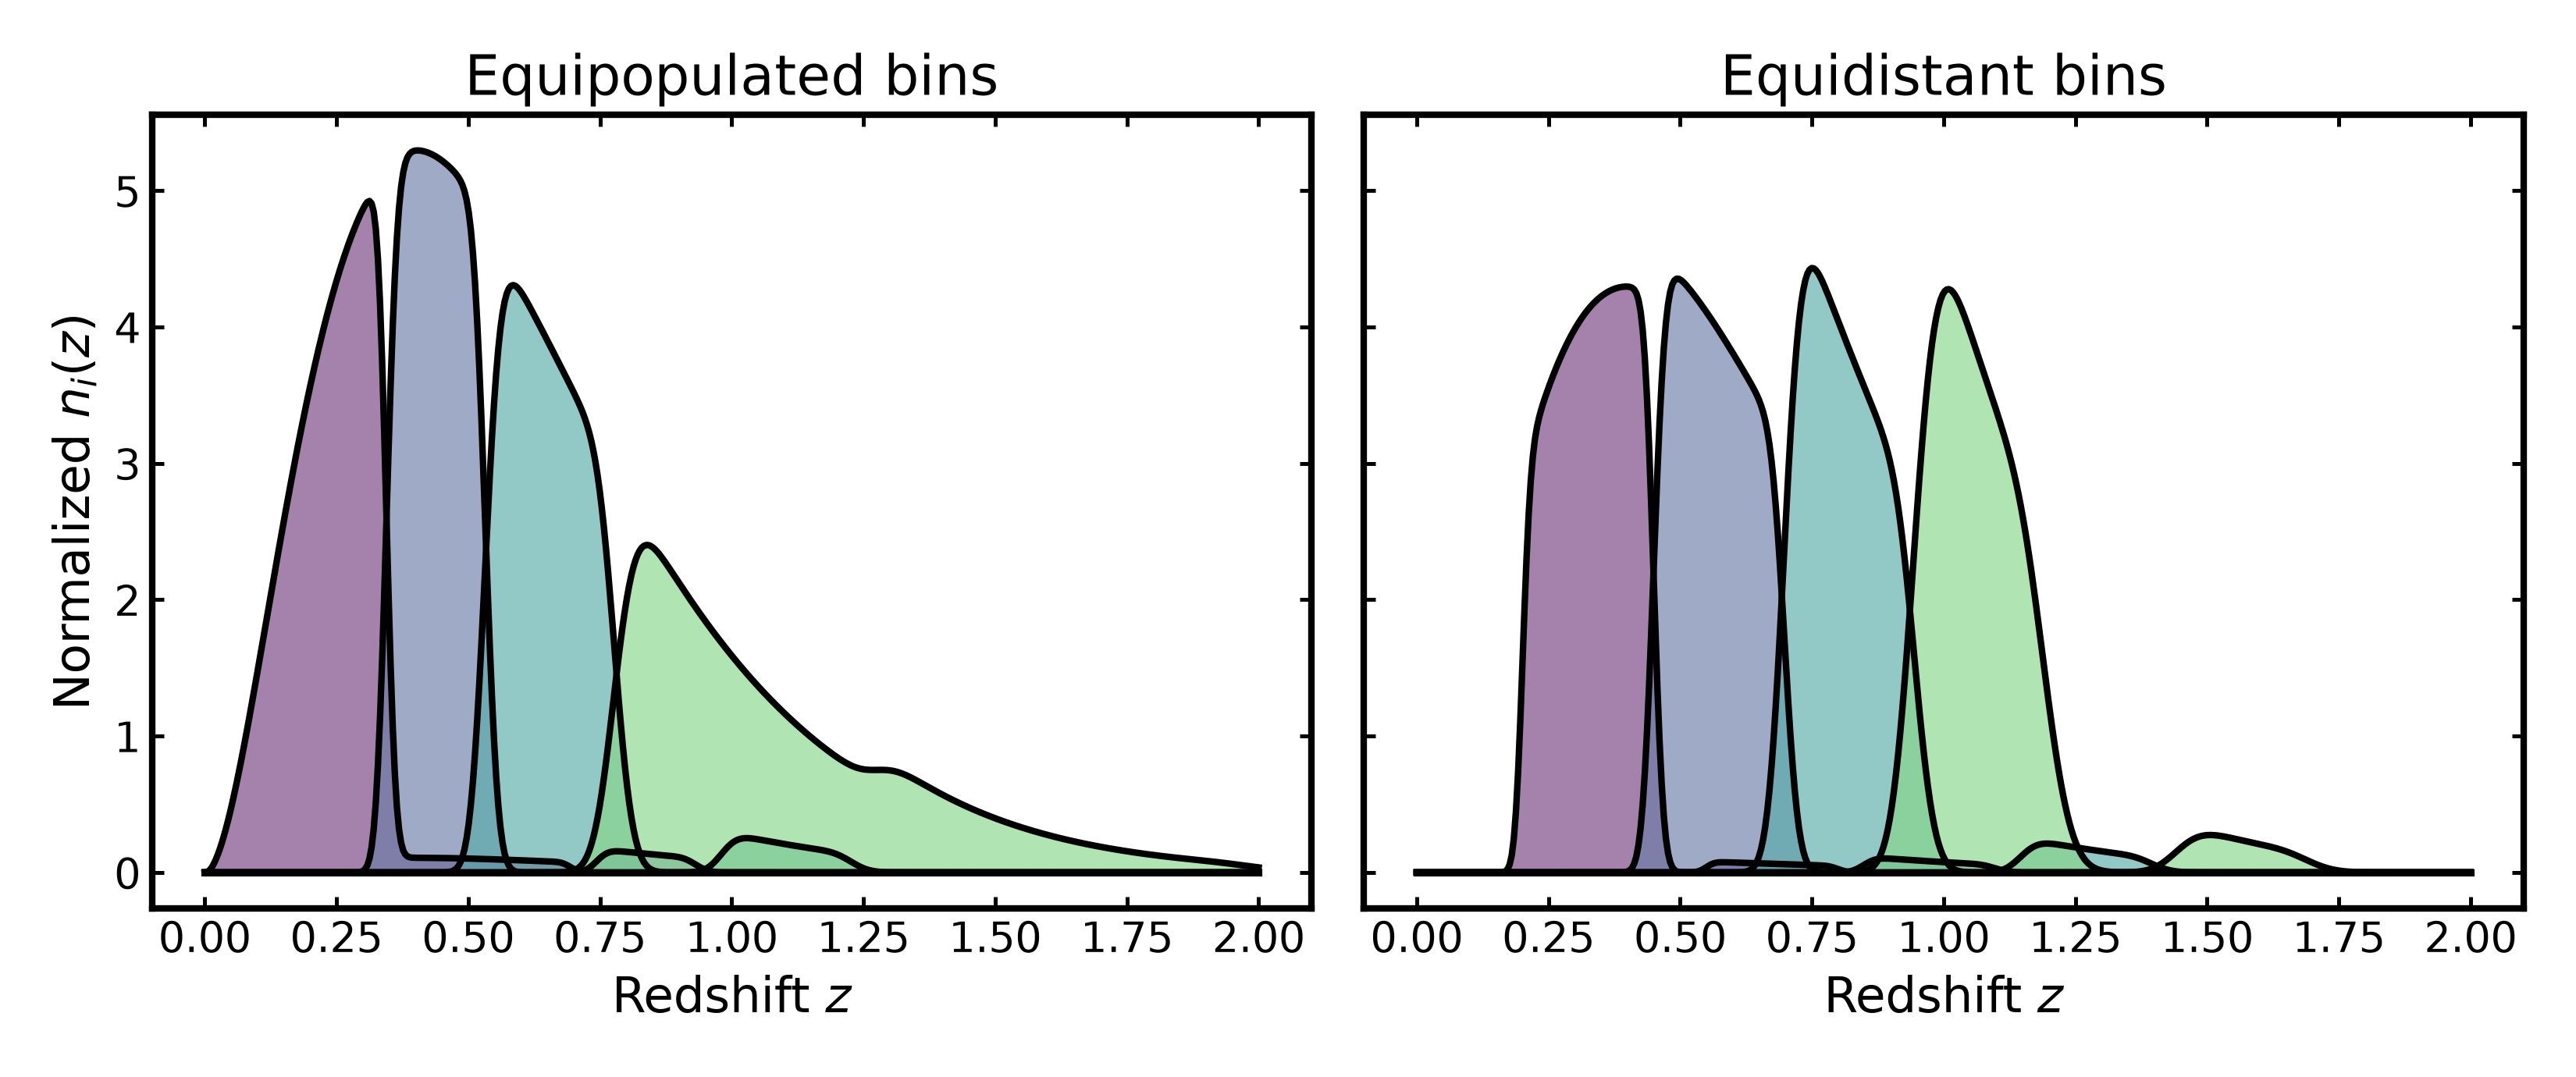 Equipopulated bins
Equidistant bins
Normalized n_i(z)
5
4
3
2
1
0
0.00 0.25 0.50 0.75 1.00 1.25 1.50 1.75 2.00
0.00 0.25 0.50 0.75 1.00 1.25 1.50 1.75 2.00
Redshift z
Redshift z